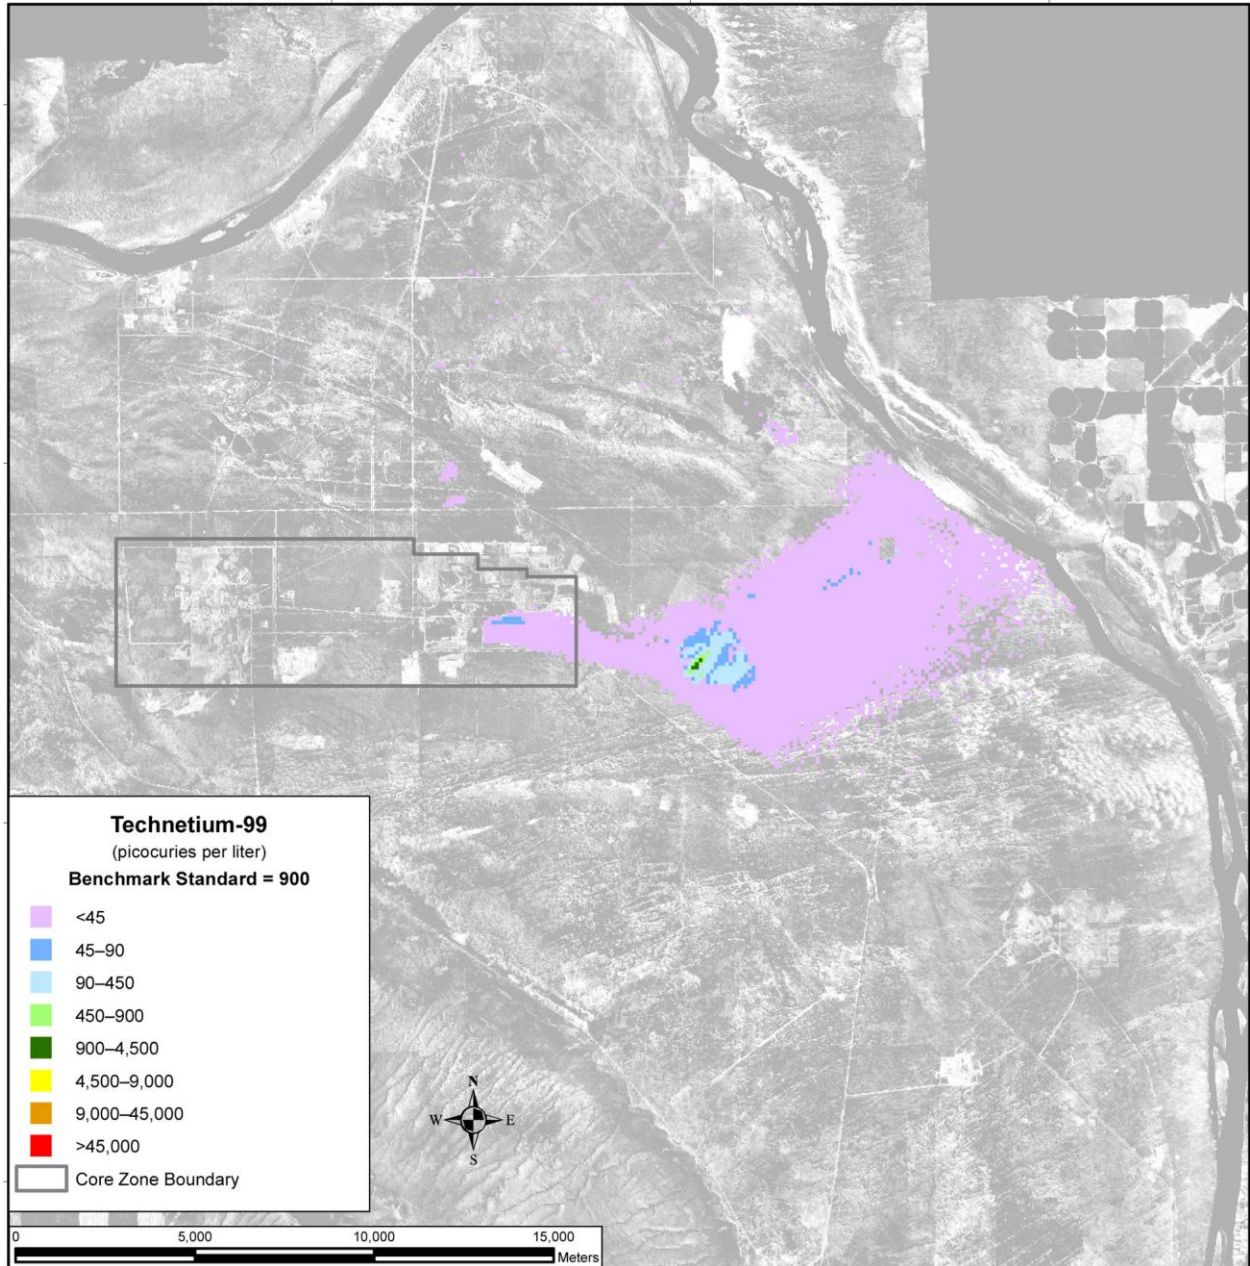 Technetium-99
(picocuries per liter)
Benchmark Standard = 900
<45
45–90
90–450
450–900
900–4,500
4,500–9,000
9,000–45,000
>45,000
Core Zone Boundary
N
W E
S
0 5,000 10,000 15,000
Meters